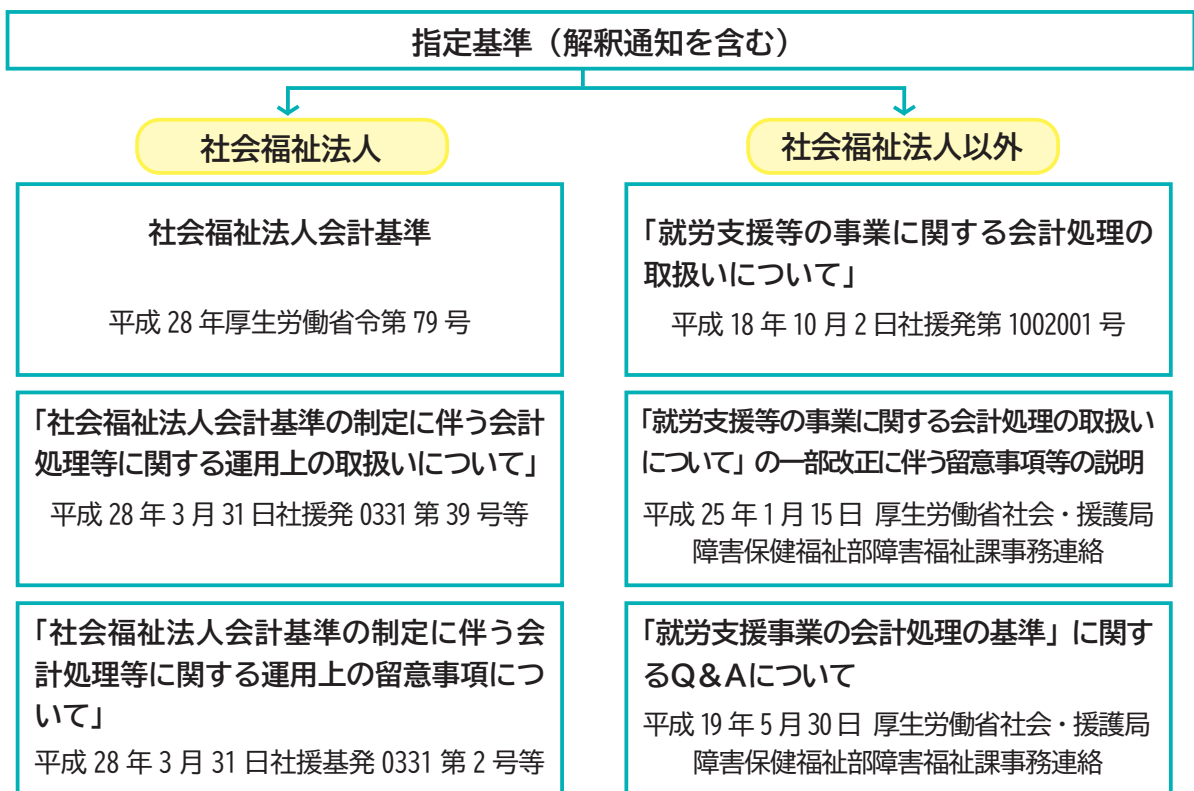 指定基準（解釈通知を含む）
社会福祉法人
社会福祉法人会計基準
平成 28 年厚生労働省令第 79 号
「社会福祉法人会計基準の制定に伴う会計
処理等に関する運用上の取扱いについて」
平成 28 年 3 月 31 日社援発 0331 第 39 号等
「社会福祉法人会計基準の制定に伴う会
計処理等に関する運用上の留意事項につ
いて」
平成 28 年 3 月 31 日社援基発 0331 第 2 号等
社会福祉法人以外
「就労支援等の事業に関する会計処理の
取扱いについて」
平成 18 年 10 月 2 日社援発第 1002001 号
「就労支援等の事業に関する会計処理の取扱い
について」の一部改正に伴う留意事項等の説明
平成 25 年 1 月 15 日 厚生労働省社会・援護局
障害保健福祉部障害福祉課事務連絡
「就労支援事業の会計処理の基準」に関す
るＱ＆Ａについて
平成 19 年 5 月 30 日 厚生労働省社会・援護局
障害保健福祉部障害福祉課事務連絡